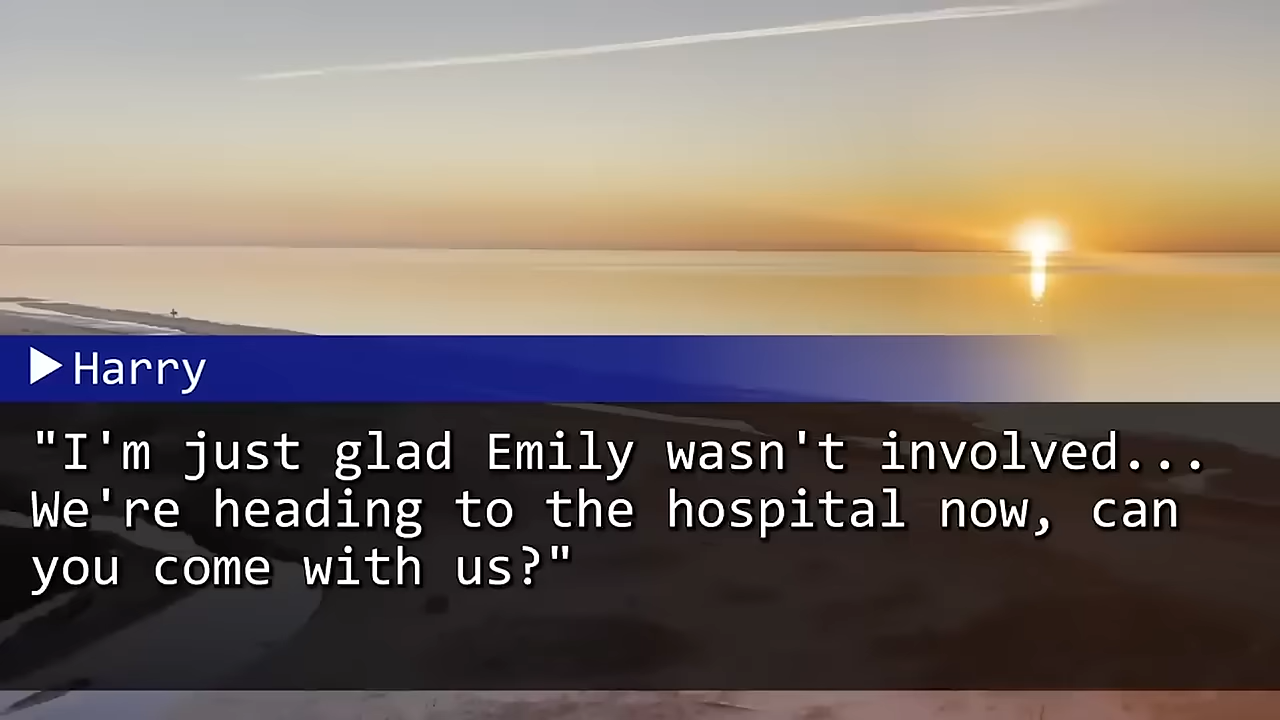 ▶Harry
"I'm just glad Emily wasn't involved...
We're heading to the hospital now, can
you come with us?"